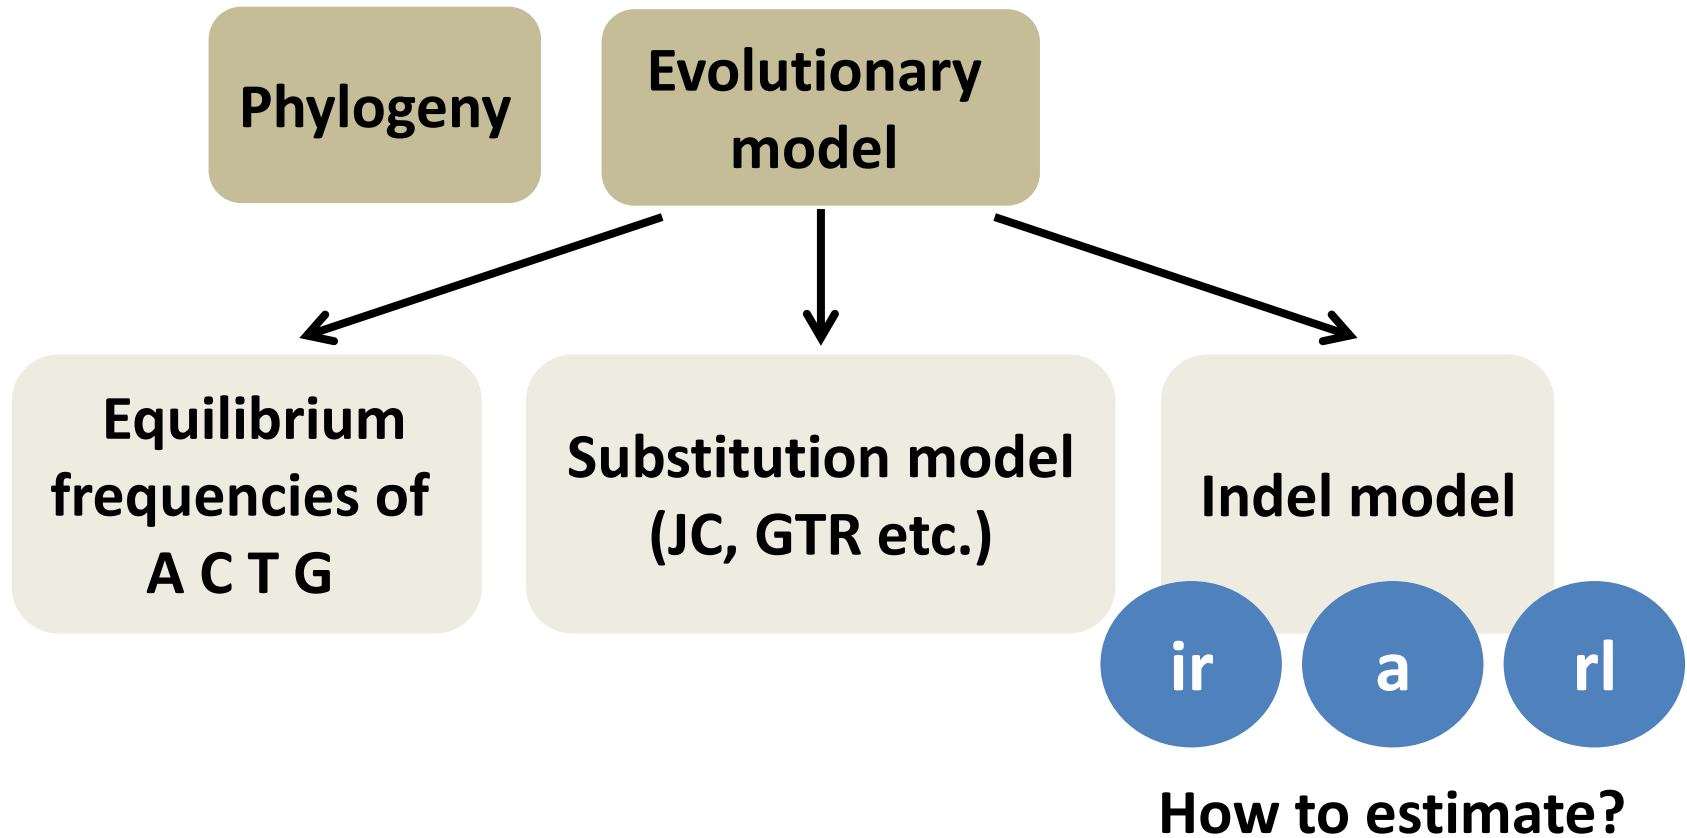 Phylogeny
Evolutionary
model
Equilibrium
frequencies of
A C T G
Substitution model
(JC, GTR etc.)
Indel model
ir
a
rl
How to estimate?